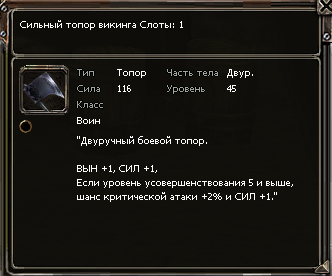 Сильный топор викинга Слоты: 1
Тип Топор Часть тела Двур.
Сила 116 Уровень 45
Класс
Воин
"Двуручный боевой топор.
ВЫН +1, СИЛ +1,
Если уровень усовершенствования 5 и выше,
шанс критической атаки +2% и СИЛ +1."